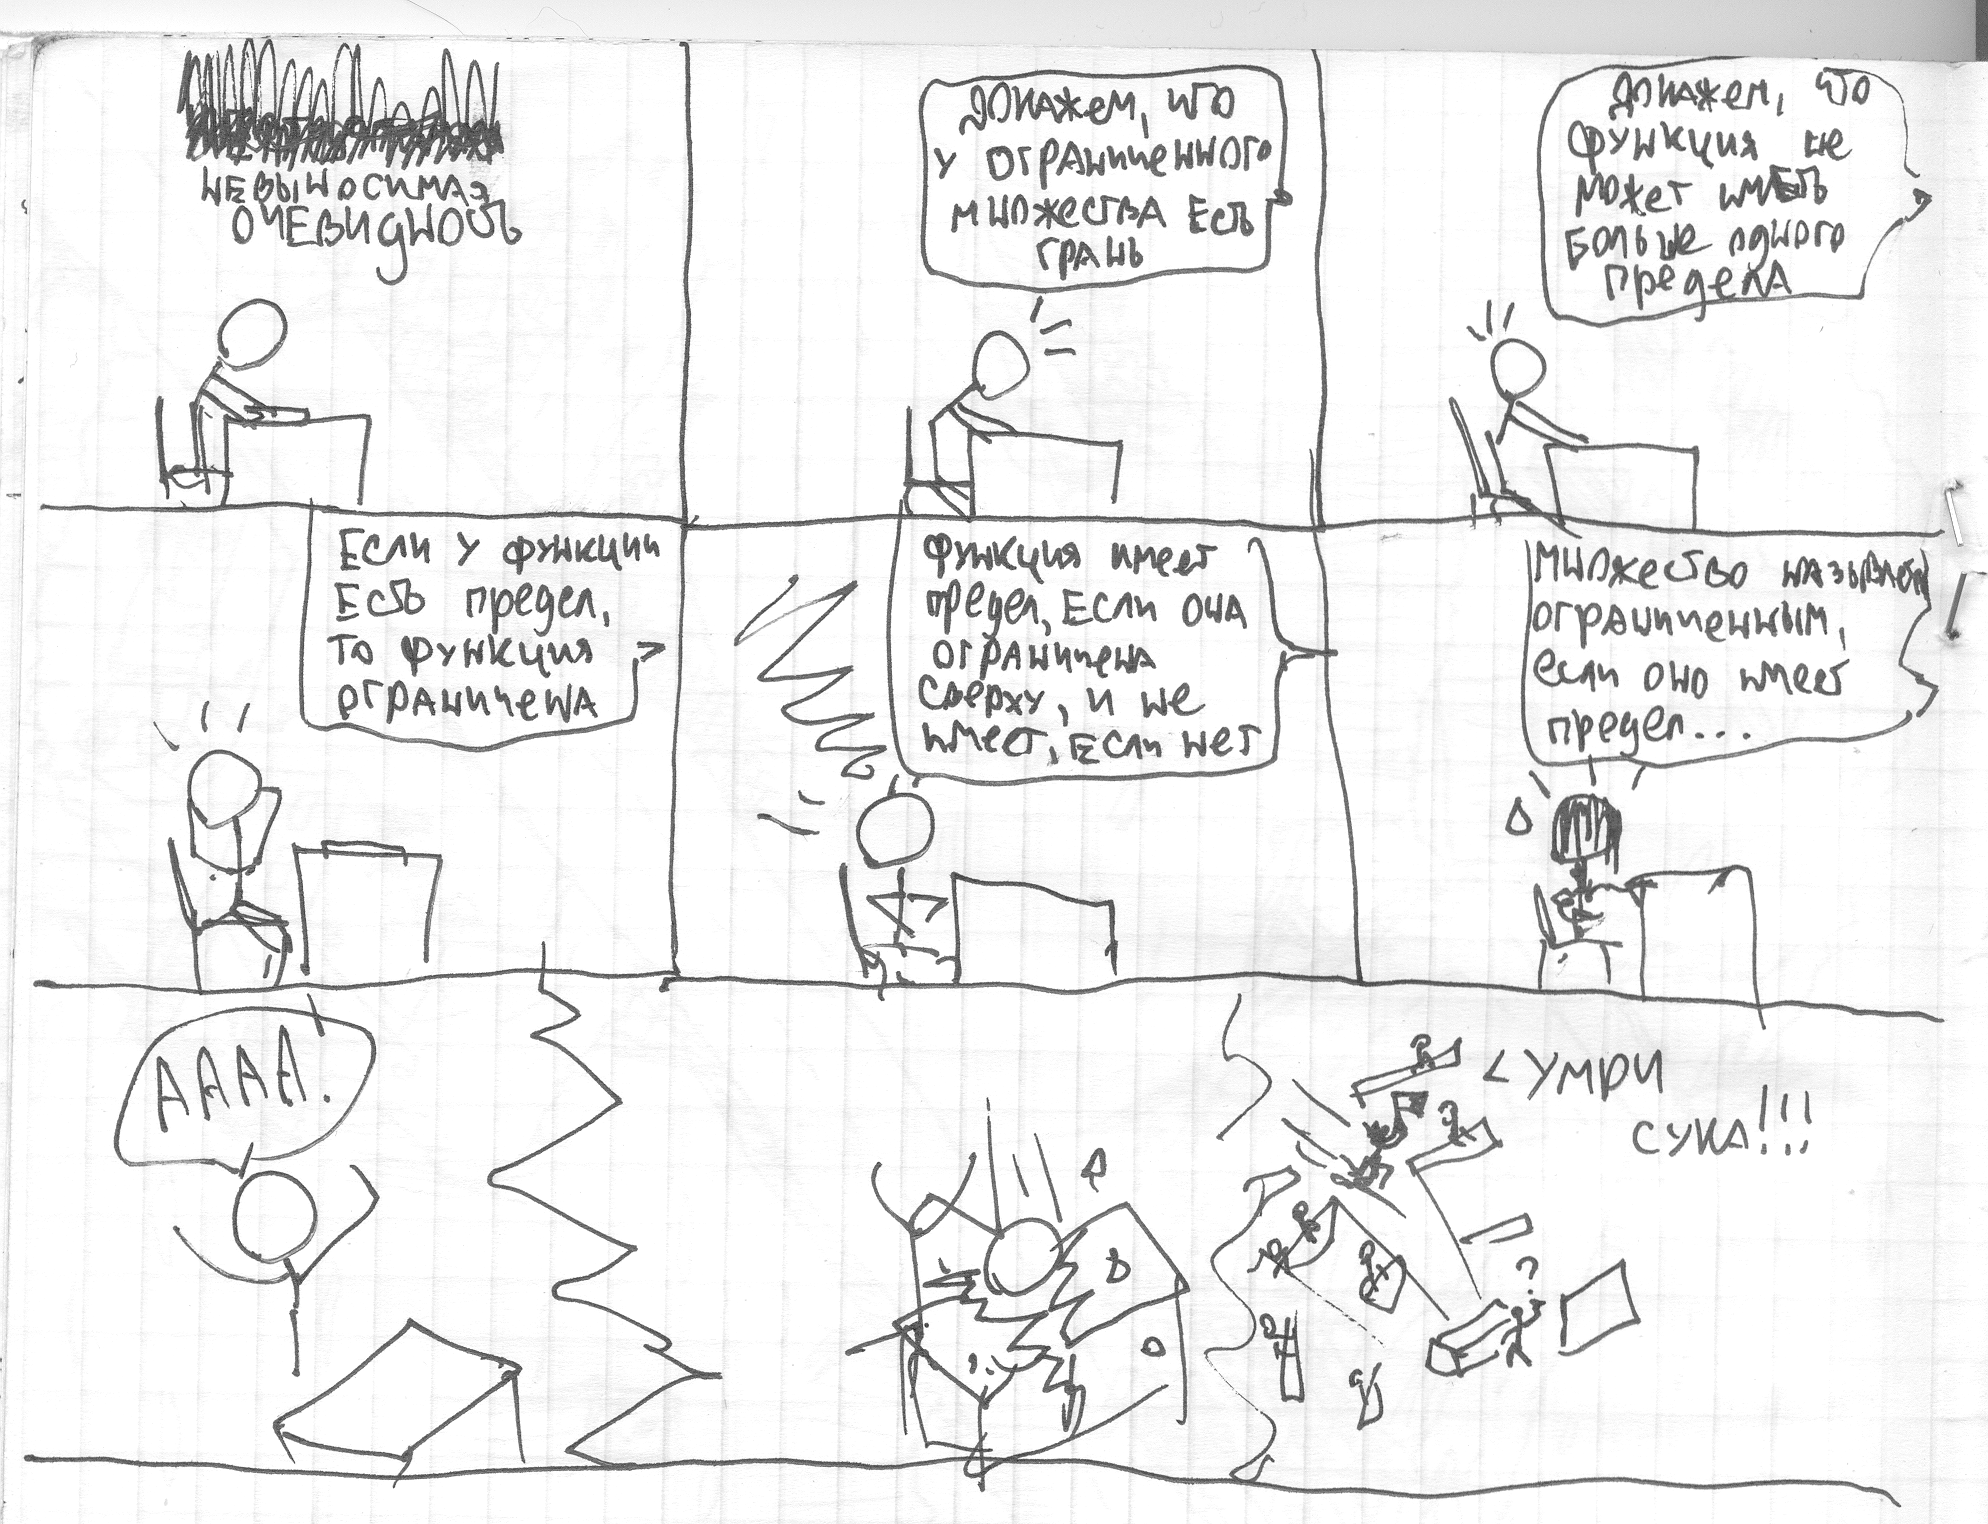 НЕВЫНОСИМАЯ
ОЧЕВИДНОСТЬ
ДОКАЖЕМ, ЧТО
У ОГРАНИЧЕННОГО
МНОЖЕСТВА ЕСТЬ
ГРАНЬ
ДОКАЖЕМ, ЧТО
ФУНКЦИЯ НЕ
МОЖЕТ ИМЕТЬ
БОЛЬШЕ ОДНОГО
ПРЕДЕЛА
ЕСЛИ У ФУНКЦИИ
ЕСТЬ ПРЕДЕЛ,
ТО ФУНКЦИЯ
ОГРАНИЧЕНА
ФУНКЦИЯ ИМЕЕТ
ПРЕДЕЛ, ЕСЛИ ОНА
ОГРАНИЧЕНА
СВЕРХУ, И НЕ
ИМЕЕТ, ЕСЛИ НЕТ
МНОЖЕСТВО НАЗЫВАЕТСЯ
ОГРАНИЧЕННЫМ,
ЕСЛИ ОНО ИМЕЕТ
ПРЕДЕЛ...
АААА.
УМРИ
СУКА!!!
?